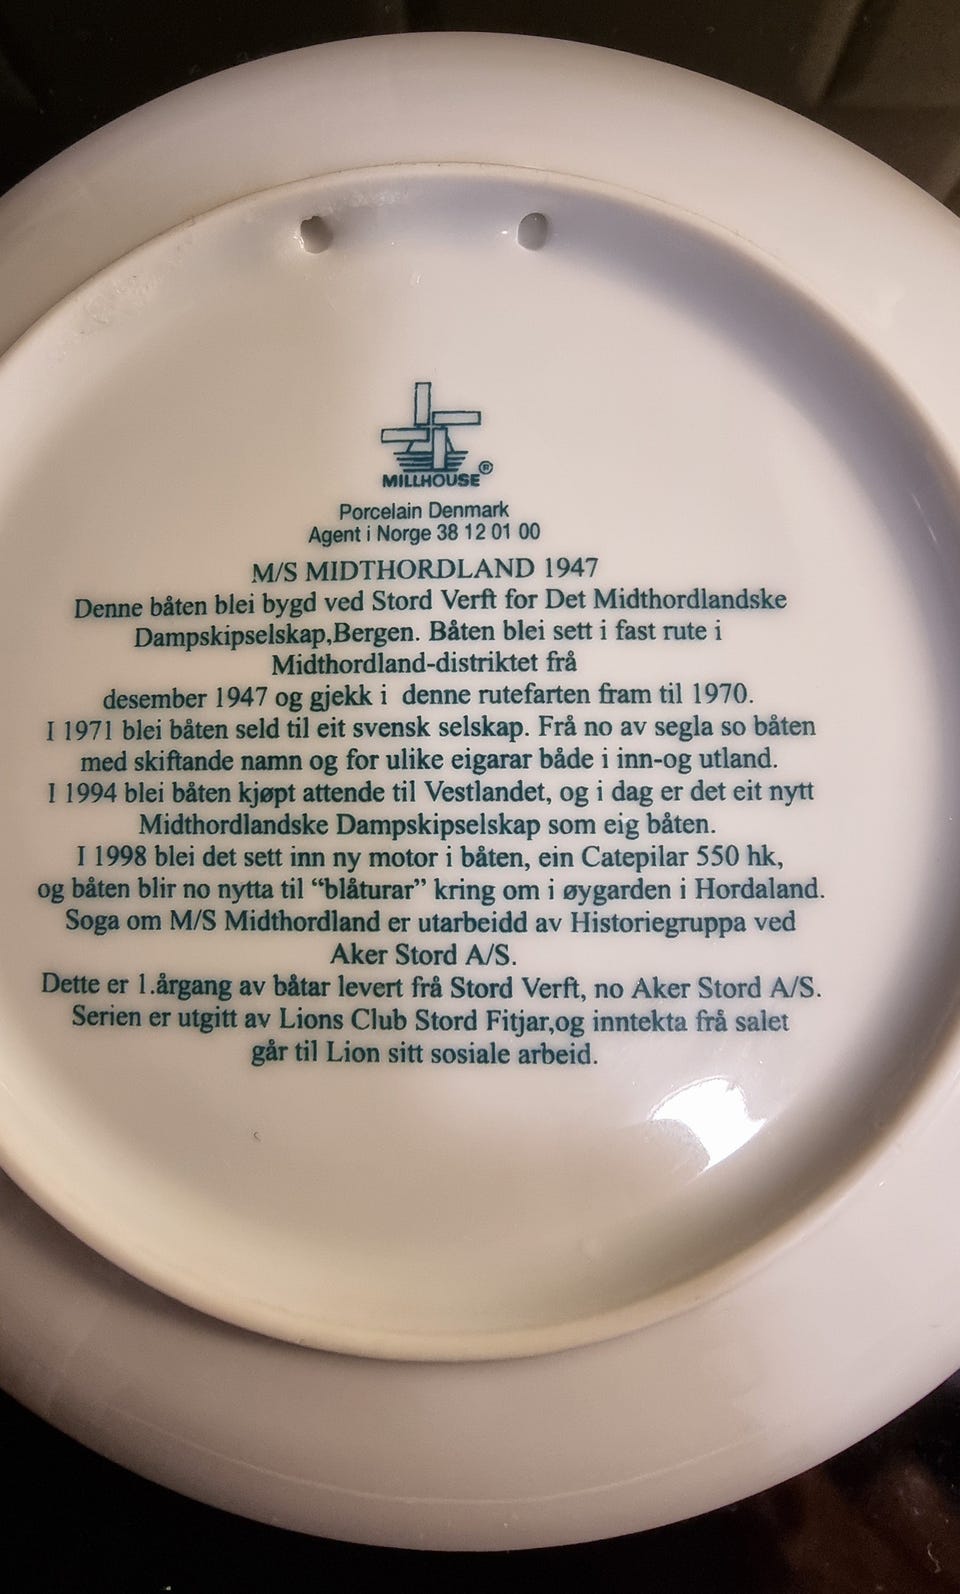 MILLHOUSE®
Porcelain Denmark
Agent i Norge 38 12 01 00
M/S MIDTHORDLAND 1947
Denne båten blei bygd ved Stord Verft for Det Midthordlandske
Dampskipselskap,Bergen. Båten blei sett i fast rute i
Midthordland-distriktet frå
desember 1947 og gjekk i denne rutefarten fram til 1970.
I 1971 blei båten seld til eit svensk selskap. Frå no av segla so båten
med skiftande namn og for ulike eigarar både i inn-og utland.
I 1994 blei båten kjøpt attende til Vestlandet, og i dag er det eit nytt
Midthordlandske Dampskipselskap som eig båten.
I 1998 blei det sett inn ny motor i båten, ein Catepilar 550 hk,
og båten blir no nytta til “blåturar” kring om i øygarden i Hordaland.
Soga om M/S Midthordland er utarbeidd av Historiegruppa ved
Aker Stord A/S.
Dette er 1.årgang av båtar levert frå Stord Verft, no Aker Stord A/S.
Serien er utgitt av Lions Club Stord Fitjar,og inntekta frå salet
går til Lion sitt sosiale arbeid.